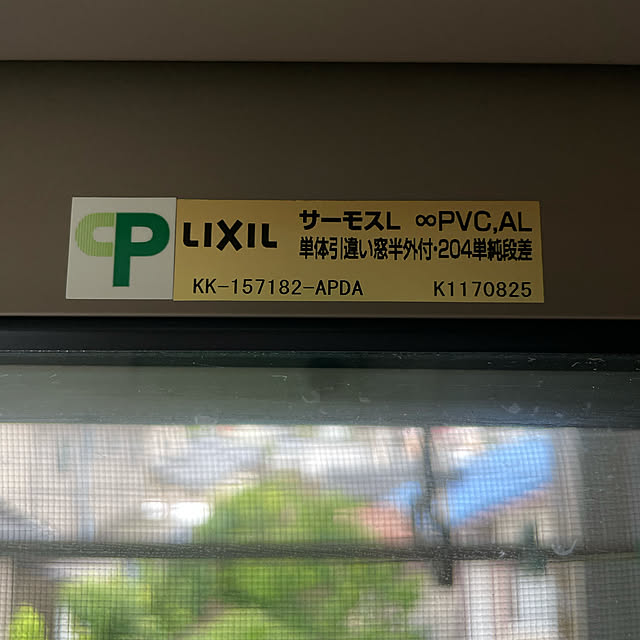 CP LIXIL サーモスL ∞PVC,AL
単体引違い窓半外付・204単純段差
KK-157182-APDA K1170825